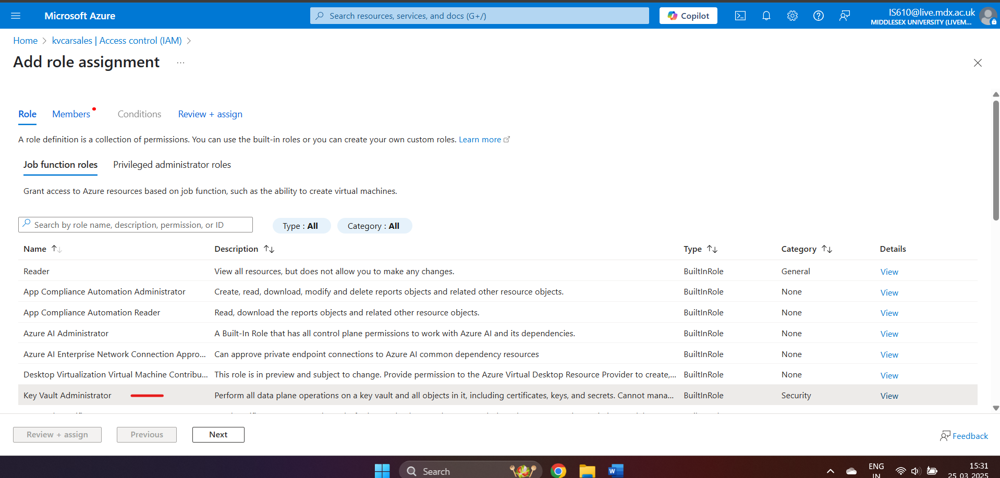 Microsoft Azure
Search resources, services, and docs (G+/)
Copilot
IS610@live.mdx.ac.uk
MIDDLESEX UNIVERSITY (LIVEM...
Home > kvcarsales | Access control (IAM) >
Add role assignment ...
Role Members Conditions Review + assign
A role definition is a collection of permissions. You can use the built-in roles or you can create your own custom roles. Learn more
Job function roles Privileged administrator roles
Grant access to Azure resources based on job function, such as the ability to create virtual machines.
Search by role name, description, permission, or ID Type : All Category : All
Name ↑↓ Description ↑↓ Type ↑↓ Category ↑↓ Details
Reader View all resources, but does not allow you to make any changes. BuiltInRole General View
App Compliance Automation Administrator Create, read, download, modify and delete reports objects and related other resource objects. BuiltInRole None View
App Compliance Automation Reader Read, download the reports objects and related other resource objects. BuiltInRole None View
Azure AI Administrator A Built-In Role that has all control plane permissions to work with Azure AI and its dependencies. BuiltInRole None View
Azure AI Enterprise Network Connection Appro... Can approve private endpoint connections to Azure AI common dependency resources BuiltInRole None View
Desktop Virtualization Virtual Machine Contribu... This role is in preview and subject to change. Provide permission to the Azure Virtual Desktop Resource Provider to create,... BuiltInRole None View
Key Vault Administrator Perform all data plane operations on a key vault and all objects in it, including certificates, keys, and secrets. Cannot mana... BuiltInRole Security View
Review + assign Previous Next
Feedback
Search
W
ENG
IN
15:31
25.03.2025